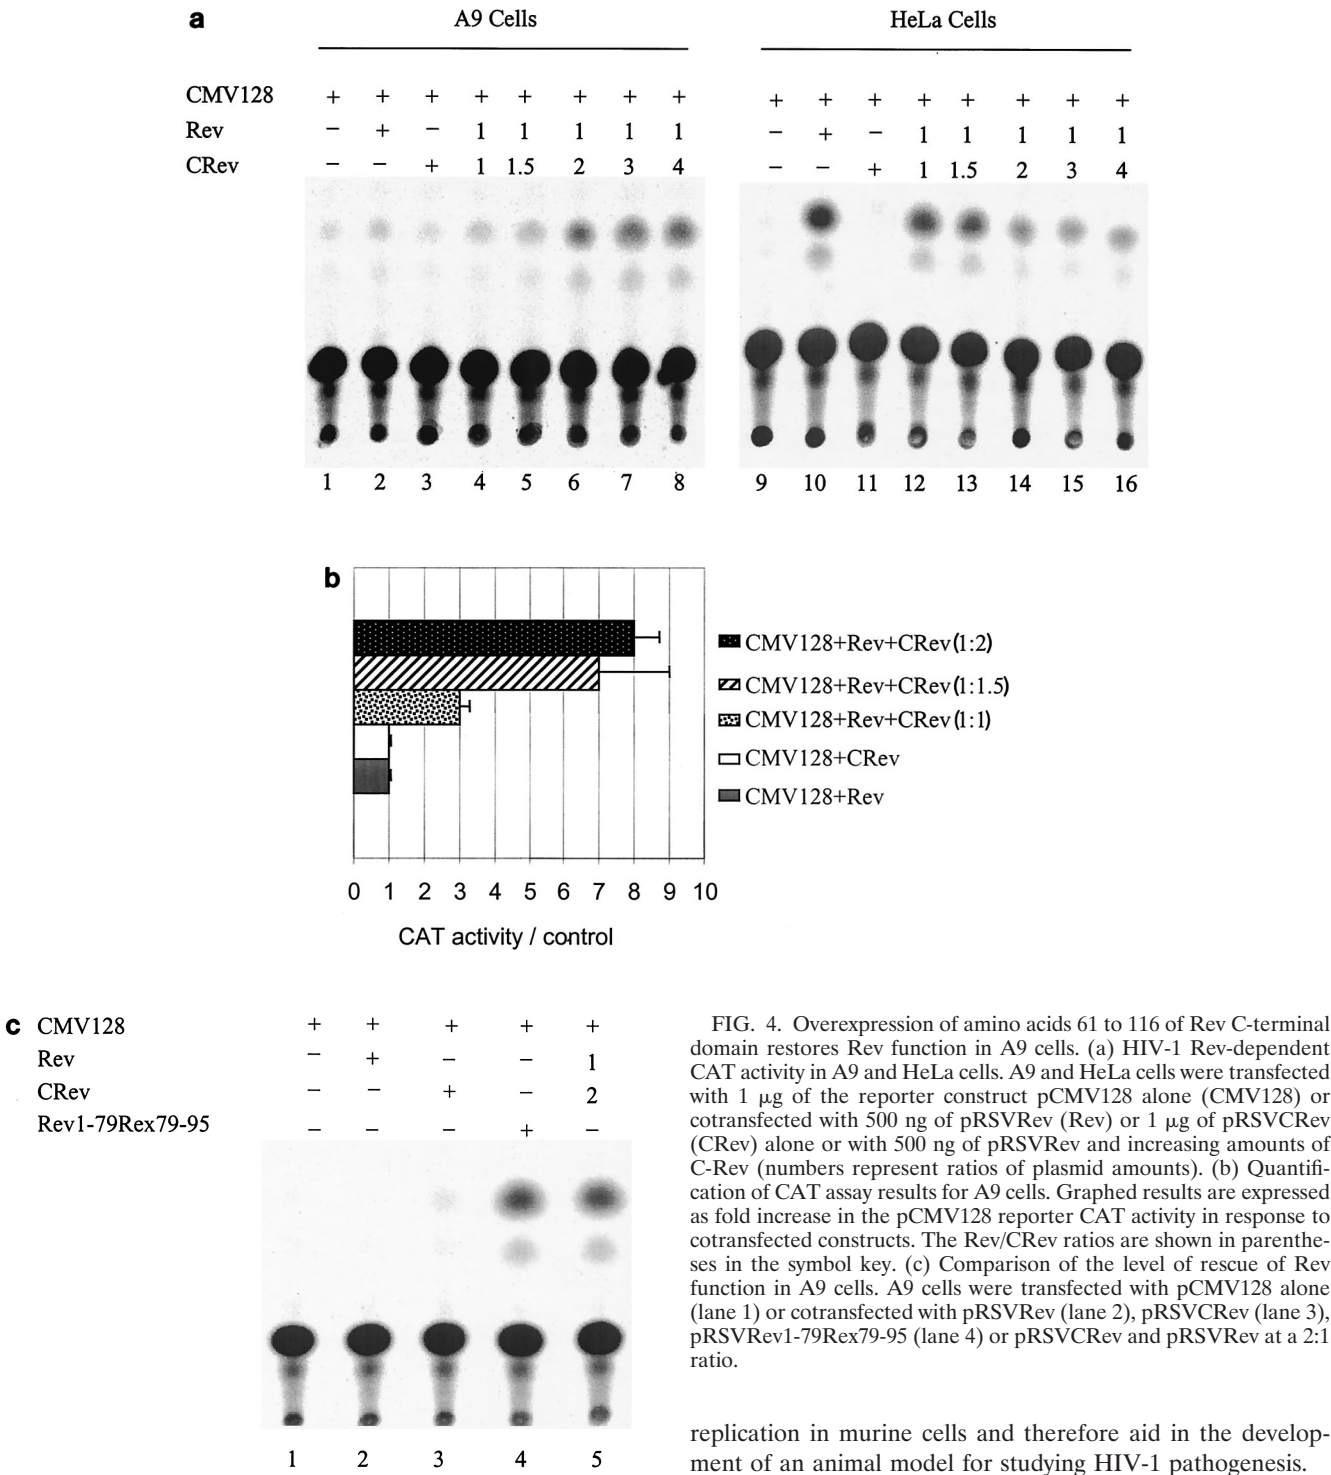 a
A9 Cells HeLa Cells
CMV128 + + + + + + + + + + + + + + + +
Rev − + − 1 1 1 1 1 − + − 1 1 1 1 1
CRev − − + 1 1.5 2 3 4 − − + 1 1.5 2 3 4
1 2 3 4 5 6 7 8 9 10 11 12 13 14 15 16
b
CMV128+Rev+CRev(1:2)
CMV128+Rev+CRev(1:1.5)
CMV128+Rev+CRev(1:1)
CMV128+CRev
CMV128+Rev
0 1 2 3 4 5 6 7 8 9 10
CAT activity / control
c CMV128 + + + + +
Rev − + − − 1
CRev − − + − 2
Rev1-79Rex79-95 − − − + −
1 2 3 4 5
FIG. 4. Overexpression of amino acids 61 to 116 of Rev C-terminal
domain restores Rev function in A9 cells. (a) HIV-1 Rev-dependent
CAT activity in A9 and HeLa cells. A9 and HeLa cells were transfected
with 1 μg of the reporter construct pCMV128 alone (CMV128) or
cotransfected with 500 ng of pRSVRev (Rev) or 1 μg of pRSVCRev
(CRev) alone or with 500 ng of pRSVRev and increasing amounts of
C-Rev (numbers represent ratios of plasmid amounts). (b) Quantifi-
cation of CAT assay results for A9 cells. Graphed results are expressed
as fold increase in the pCMV128 reporter CAT activity in response to
cotransfected constructs. The Rev/CRev ratios are shown in parenthe-
ses in the symbol key. (c) Comparison of the level of rescue of Rev
function in A9 cells. A9 cells were transfected with pCMV128 alone
(lane 1) or cotransfected with pRSVRev (lane 2), pRSVCRev (lane 3),
pRSVRev1-79Rex79-95 (lane 4) or pRSVCRev and pRSVRev at a 2:1
ratio.
replication in murine cells and therefore aid in the develop-
ment of an animal model for studying HIV-1 pathogenesis.